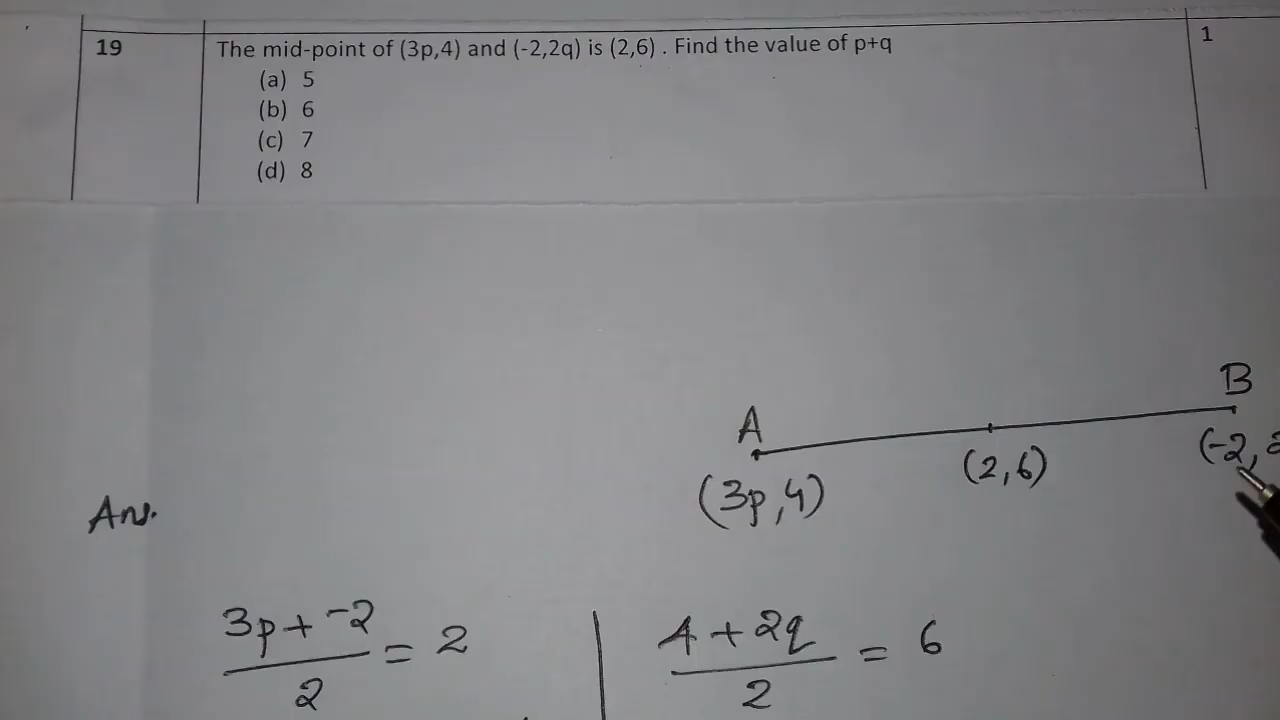 19 The mid-point of (3p,4) and (-2,2q) is (2,6) . Find the value of p+q 1
(a) 5
(b) 6
(c) 7
(d) 8
A B
(3p,4) (2,6) (-2,
Ans.
3p + -2 / 2 = 2 4 + 2q / 2 = 6